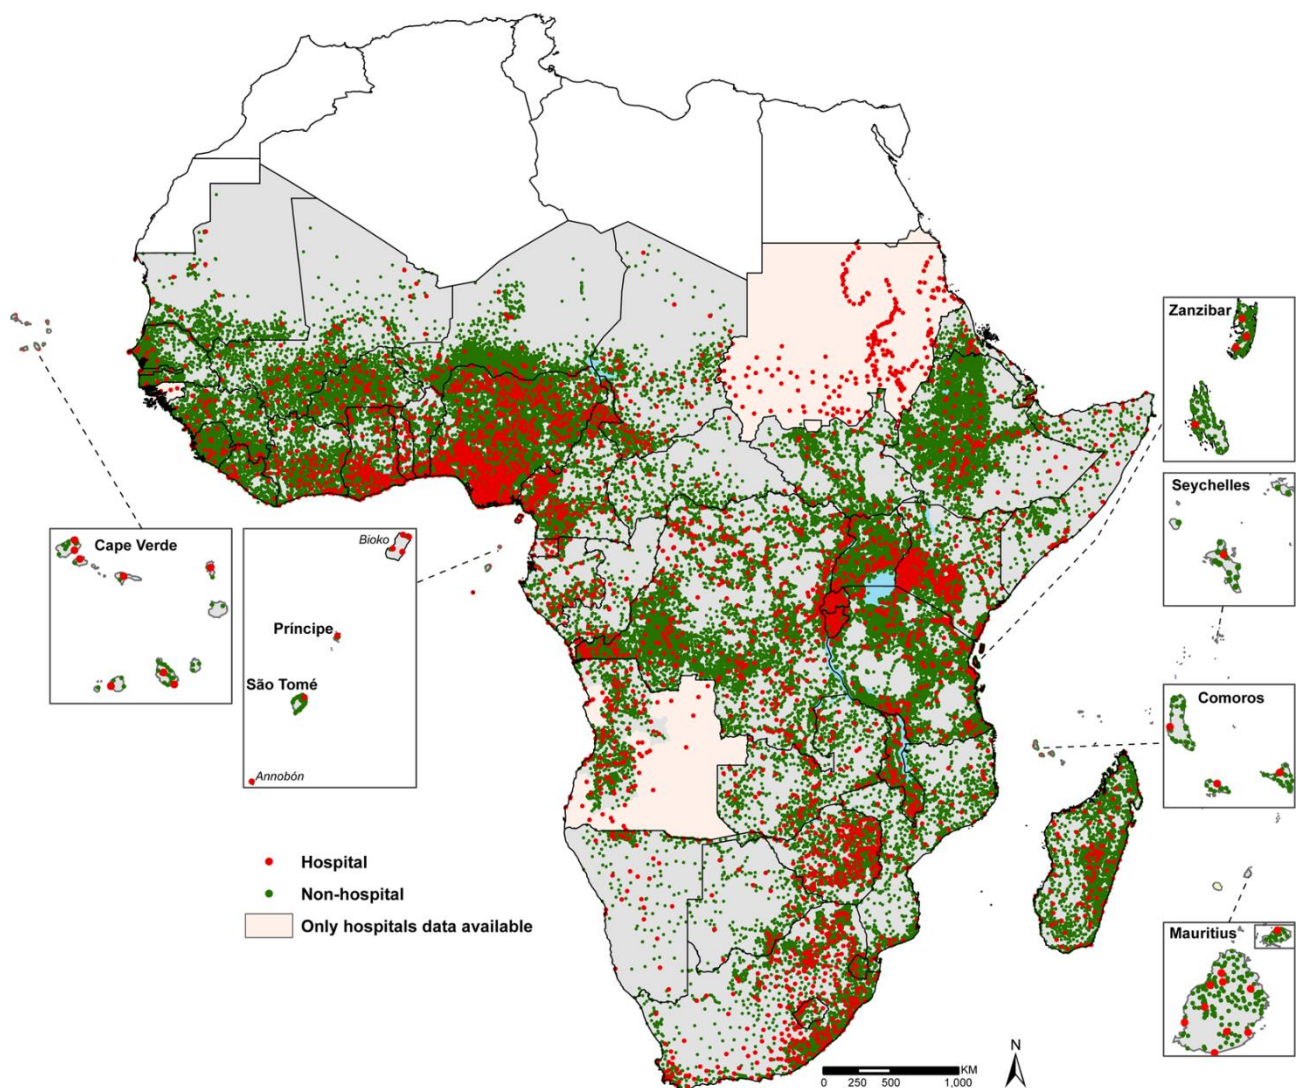 Zanzibar
Seychelles
Cape Verde
Bioko
Príncipe
São Tomé
Annobón
Comoros
Mauritius
Hospital
Non-hospital
Only hospitals data available
N
KM
0 250 500 1,000